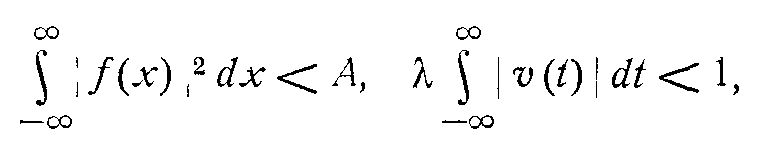 ∫_{-∞}^{∞} |f(x)|² dx < A, λ ∫_{-∞}^{∞} |v(t)| dt < 1,